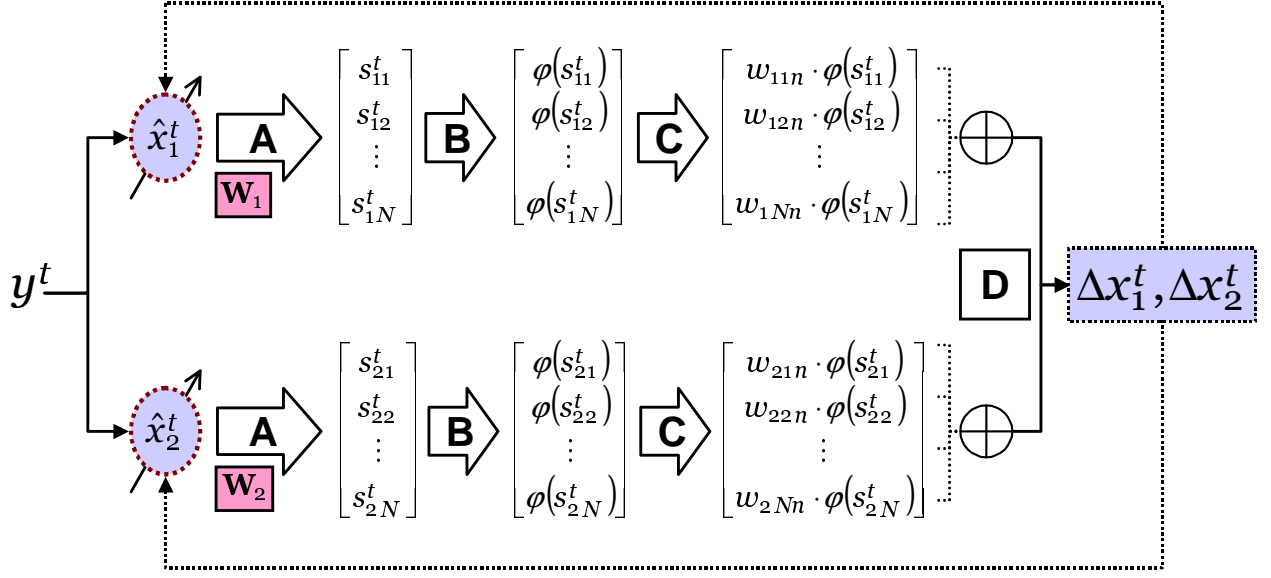 x̂₁ᵗ
A
W₁
s₁₁ᵗ
s₁₂ᵗ
⋮
s₁Nᵗ
B
φ(s₁₁ᵗ)
φ(s₁₂ᵗ)
⋮
φ(s₁Nᵗ)
C
w₁₁ₙ · φ(s₁₁ᵗ)
w₁₂ₙ · φ(s₁₂ᵗ)
⋮
w₁Nₙ · φ(s₁Nᵗ)
yᵗ
D
Δx₁ᵗ, Δx₂ᵗ
x̂₂ᵗ
A
W₂
s₂₁ᵗ
s₂₂ᵗ
⋮
s₂Nᵗ
B
φ(s₂₁ᵗ)
φ(s₂₂ᵗ)
⋮
φ(s₂Nᵗ)
C
w₂₁ₙ · φ(s₂₁ᵗ)
w₂₂ₙ · φ(s₂₂ᵗ)
⋮
w₂Nₙ · φ(s₂Nᵗ)